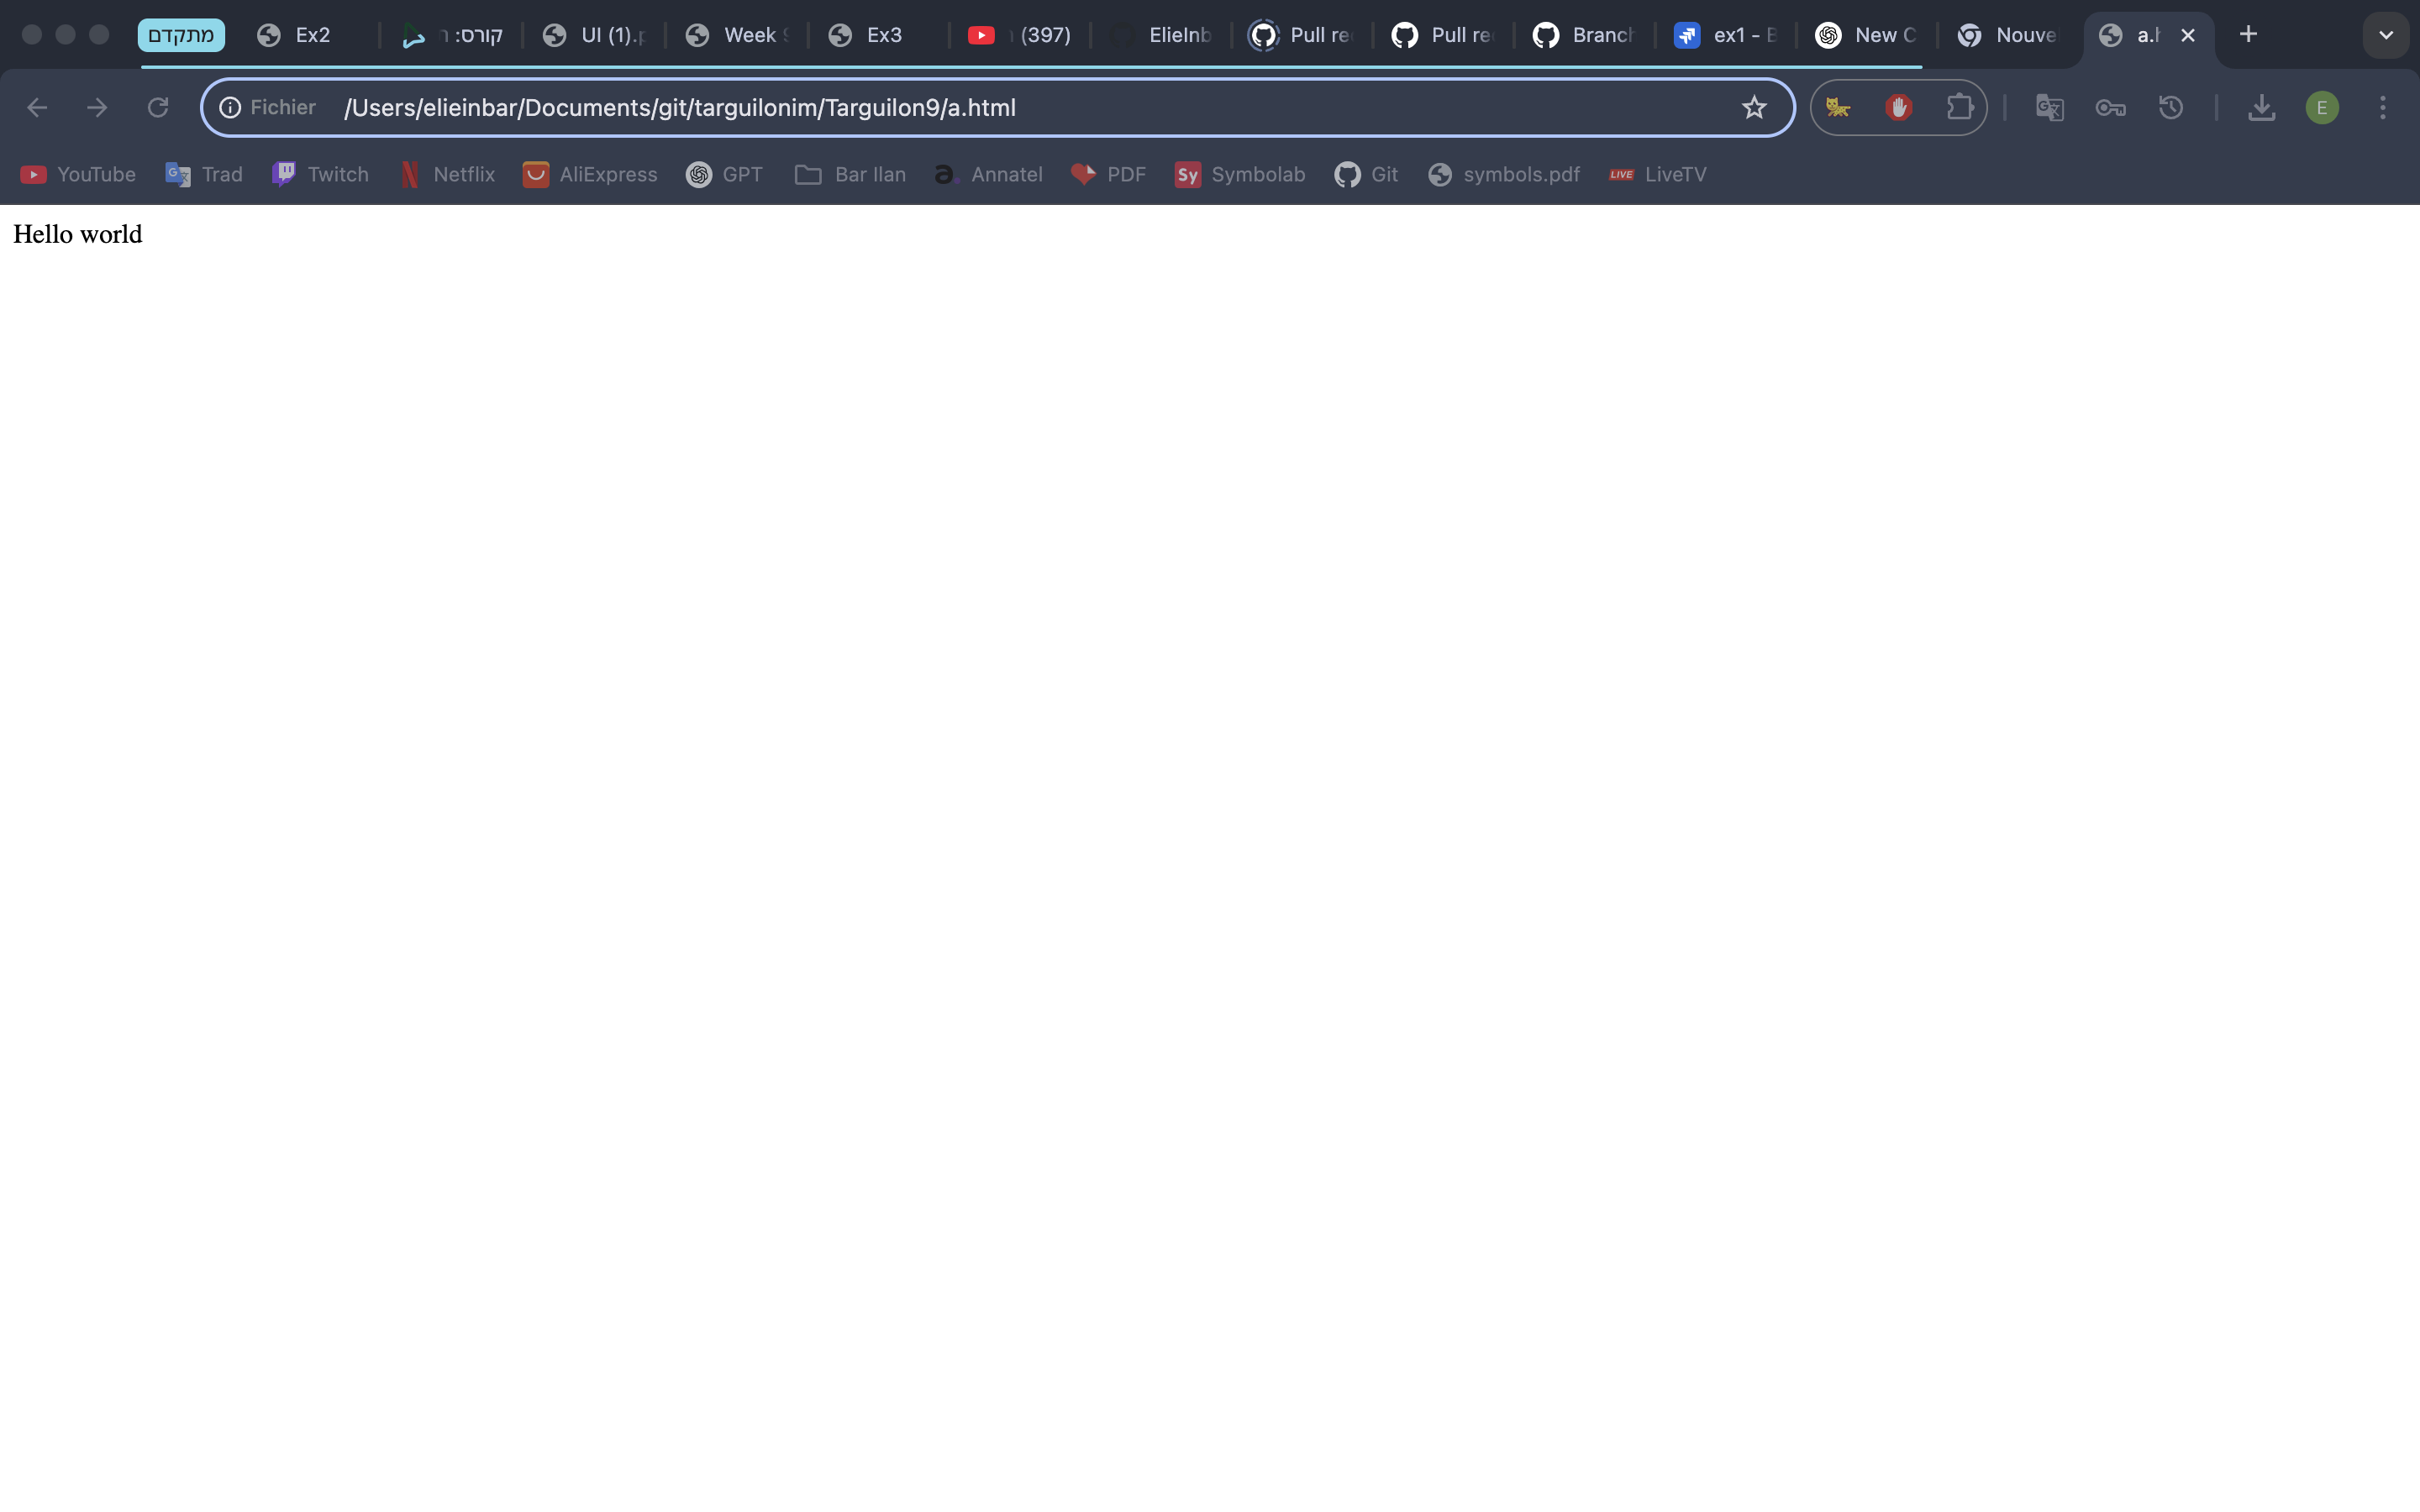 מתקדם Ex2 קורס: UI (1). Week Ex3 (397) ElieInb Pull re Pull re Branch ex1 - New C Nouve a.
Fichier /Users/elieinbar/Documents/git/targuilonim/Targuilon9/a.html E
YouTube Trad Twitch Netflix AliExpress GPT Bar Ilan Annatel PDF Sy Symbolab Git symbols.pdf LIVE LiveTV
Hello world